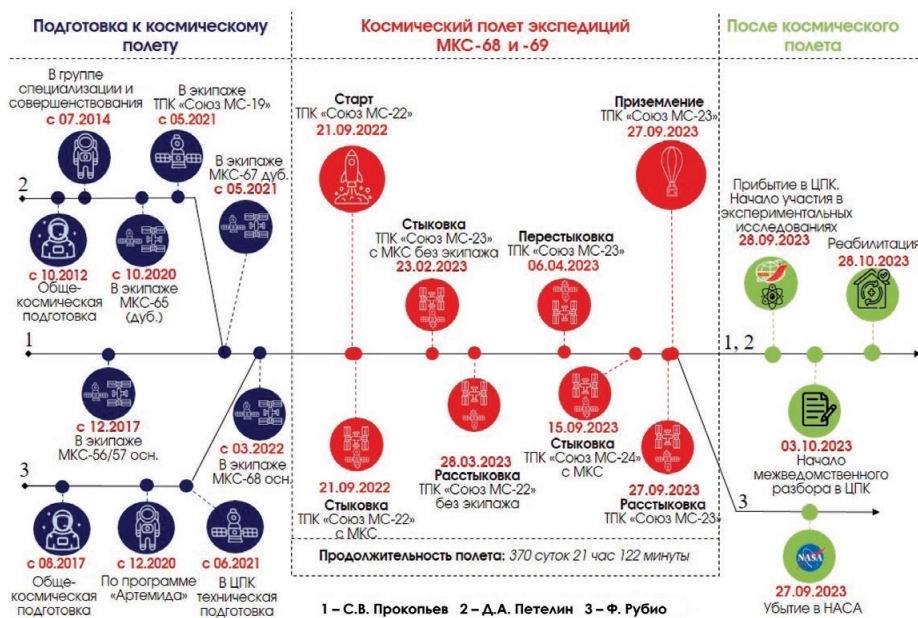 Подготовка к космическому
полету
Космический полет экспедиций
МКС-68 и -69
После космического
полета
В группе
специализации и
совершенствования
с 07.2014
В экипаже
ТПК «Союз МС-19»
с 05.2021
В экипаже
МКС-67 дуб.
с 05.2021
2
с 10.2012
Обще-
космическая
подготовка
с 10.2020
В экипаже
МКС-65
(дуб.)
1
с 12.2017
В экипаже
МКС-56/57 осн.
с 03.2022
В экипаже
МКС-68 осн.
3
с 08.2017
Обще-
космическая
подготовка
с 12.2020
По программе
«Артемида»
с 06.2021
В ЦПК
техническая
подготовка
Старт
ТПК «Союз МС-22»
21.09.2022
Приземление
ТПК «Союз МС-23»
27.09.2023
Стыковка
ТПК «Союз МС-23»
с МКС без экипажа
23.02.2023
Перестыковка
ТПК «Союз МС-23»
06.04.2023
21.09.2022
Стыковка
ТПК «Союз МС-22»
с МКС
28.03.2023
Расстыковка
ТПК «Союз МС-22»
без экипажа
15.09.2023
Стыковка
ТПК «Союз МС-24»
с МКС
27.09.2023
Расстыковка
ТПК «Союз МС-23»
Продолжительность полета: 370 суток 21 час 122 минуты
Прибытие в ЦПК.
Начало участия в
экспериментальных
исследованиях
28.09.2023
Реабилитация
28.10.2023
1, 2
03.10.2023
Начало
межведомственного
разбора в ЦПК
3
NASA
27.09.2023
Убытие в НАСА
1 – С.В. Прокопьев 2 – Д.А. Петелин 3 – Ф. Рубио